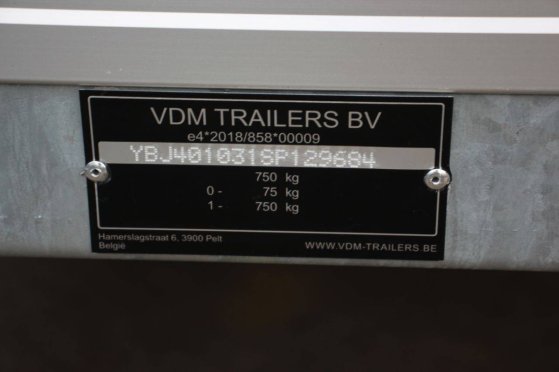 VDM TRAILERS BV
e4*2018/858*00009
YBJ401031SP129684
750 kg
0 - 75 kg
1 - 750 kg
Hamerslagstraat 6, 3900 Pelt
België
WWW.VDM-TRAILERS.BE